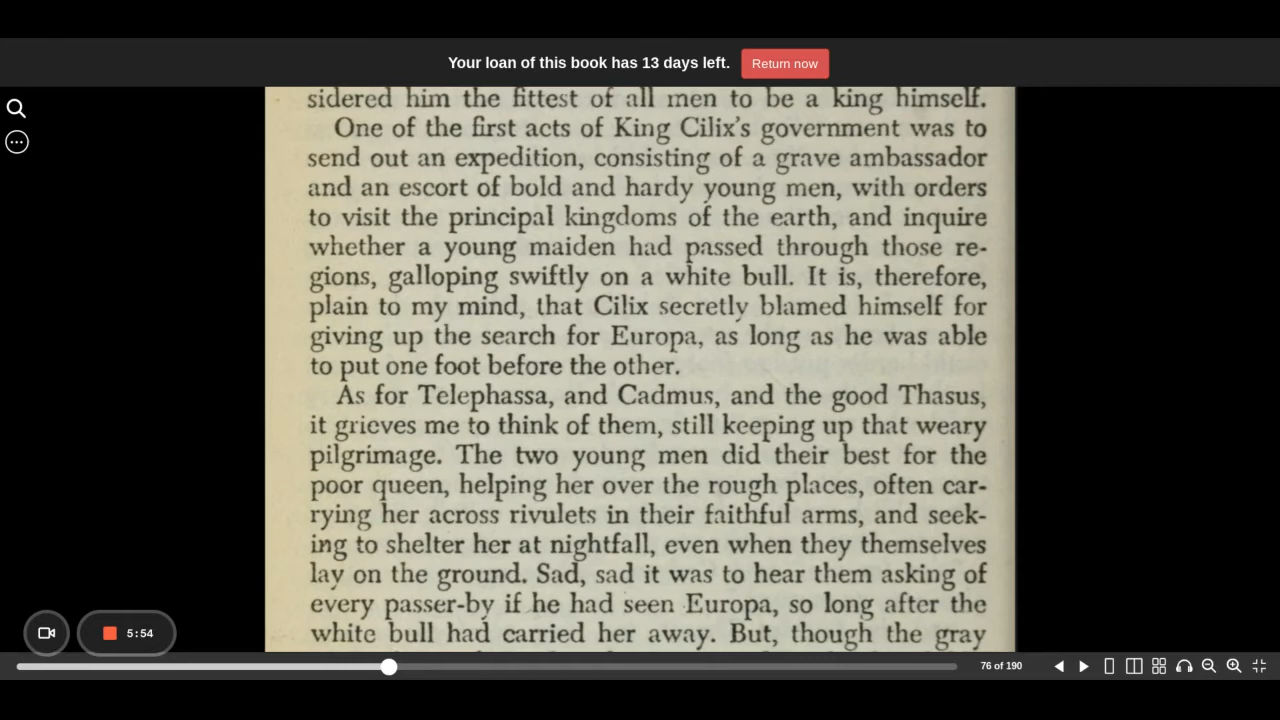 Your loan of this book has 13 days left. Return now
sidered him the fittest of all men to be a king himself.
One of the first acts of King Cilix's government was to
send out an expedition, consisting of a grave ambassador
and an escort of bold and hardy young men, with orders
to visit the principal kingdoms of the earth, and inquire
whether a young maiden had passed through those re-
gions, galloping swiftly on a white bull. It is, therefore,
plain to my mind, that Cilix secretly blamed himself for
giving up the search for Europa, as long as he was able
to put one foot before the other.
As for Telephassa, and Cadmus, and the good Thasus,
it grieves me to think of them, still keeping up that weary
pilgrimage. The two young men did their best for the
poor queen, helping her over the rough places, often car-
rying her across rivulets in their faithful arms, and seek-
ing to shelter her at nightfall, even when they themselves
lay on the ground. Sad, sad it was to hear them asking of
every passer-by if he had seen Europa, so long after the
white bull had carried her away. But, though the gray
5:54
76 of 190